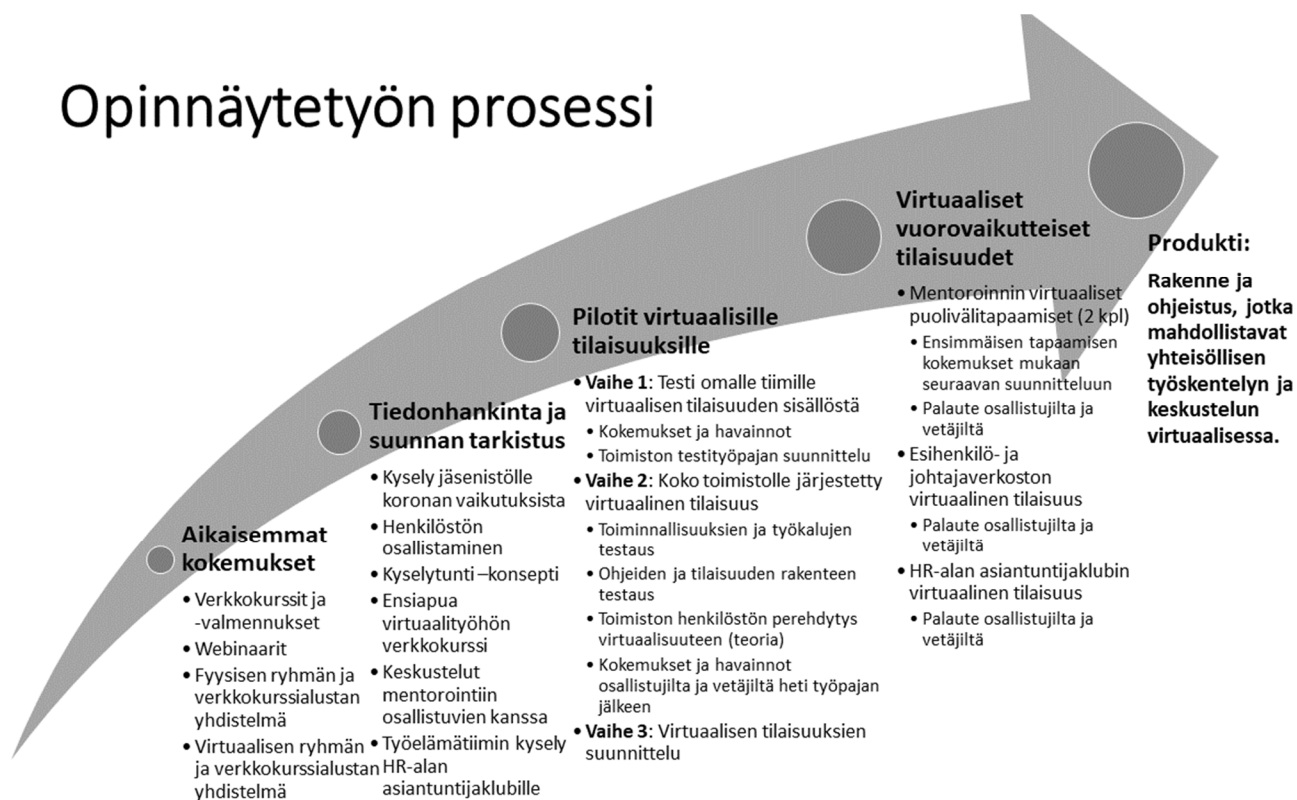 Opinnäytetyön prosessi
Aikaisemmat
kokemukset
• Verkkokurssit ja
-valmennukset
• Webinaarit
• Fyysisen ryhmän ja
verkkokurssialustan
yhdistelmä
• Virtuaalisen ryhmän
ja verkkokurssialustan
yhdistelmä
Tiedonhankinta ja
suunnan tarkistus
• Kysely jäsenistölle
koronan vaikutuksista
• Henkilöstön
osallistaminen
• Kyselytunti –konsepti
• Ensiapua
virtuaalityöhön
verkkokurssi
• Keskustelut
mentorointiin
osallistuvien kanssa
• Työelämätiimin kysely
HR-alan
asiantuntijaklubille
Pilotit virtuaalisille
tilaisuuksille
• Vaihe 1: Testi omalle tiimille
virtuaalisen tilaisuuden sisällöstä
• Kokemukset ja havainnot
• Toimiston testityöpajan suunnittelu
• Vaihe 2: Koko toimistolle järjestetty
virtuaalinen tilaisuus
• Toiminnallisuuksien ja työkalujen
testaus
• Ohjeiden ja tilaisuuden rakenteen
testaus
• Toimiston henkilöstön perehdytys
virtuaalisuuteen (teoria)
• Kokemukset ja havainnot
osallistujilta ja vetäjiltä heti työpajan
jälkeen
• Vaihe 3: Virtuaalisen tilaisuuksien
suunnittelu
Virtuaaliset
vuorovaikutteiset
tilaisuudet
• Mentoroinnin virtuaaliset
puolivälitapaamiset (2 kpl)
• Ensimmäisen tapaamisen
kokemukset mukaan
seuraavan suunnitteluun
• Palaute osallistujilta ja
vetäjiltä
• Esihenkilö- ja
johtajaverkoston
virtuaalinen tilaisuus
• Palaute osallistujilta ja
vetäjiltä
• HR-alan asiantuntijaklubin
virtuaalinen tilaisuus
• Palaute osallistujilta ja
vetäjiltä
Produkti:
Rakenne ja
ohjeistus, jotka
mahdollistavat
yhteisöllisen
työskentelyn ja
keskustelun
virtuaalisessa.